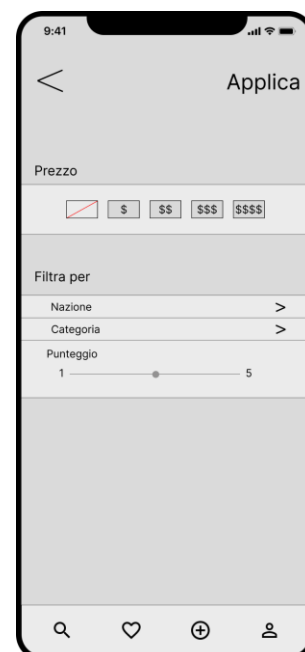 9:41
< Applica
Prezzo
$ $$ $$$ $$$$
Filtra per
Nazione >
Categoria >
Punteggio
1 5